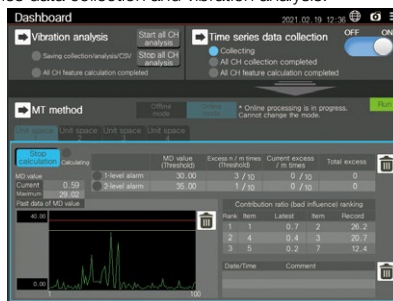 Dashboard 2021.02.19 12:36
Vibration analysis
Start all CH analysis
Saving collection/analysis/CSV
Stop all CH analysis
All CH feature calculation completed
Time series data collection
OFF ON
Collecting
All CH collection completed
All CH feature calculation completed
MT method
Offline mode
Online mode
* Online processing is in progress.
Cannot change the mode.
Run
Unit space 1 Unit space 2 Unit space 3 Unit space 4
Stop calculation
Calculating
MD value (Threshold) Excess n / m times (Threshold) Current excess / m times Total excess
MD value
Current 0.59
Maximum 29.02
1-level alarm 30.00 3 / 10 0 / 10 0
2-level alarm 35.00 1 / 10 0 / 10 0
Past data of MD value
40.00
0.00
1 100
Contribution ratio (bad influence) ranking
Rank Item Latest Item Record
1 1 0.7 2 26.2
2 4 0.4 3 20.7
3 5 0.2 7 12.4
Date/Time Comment